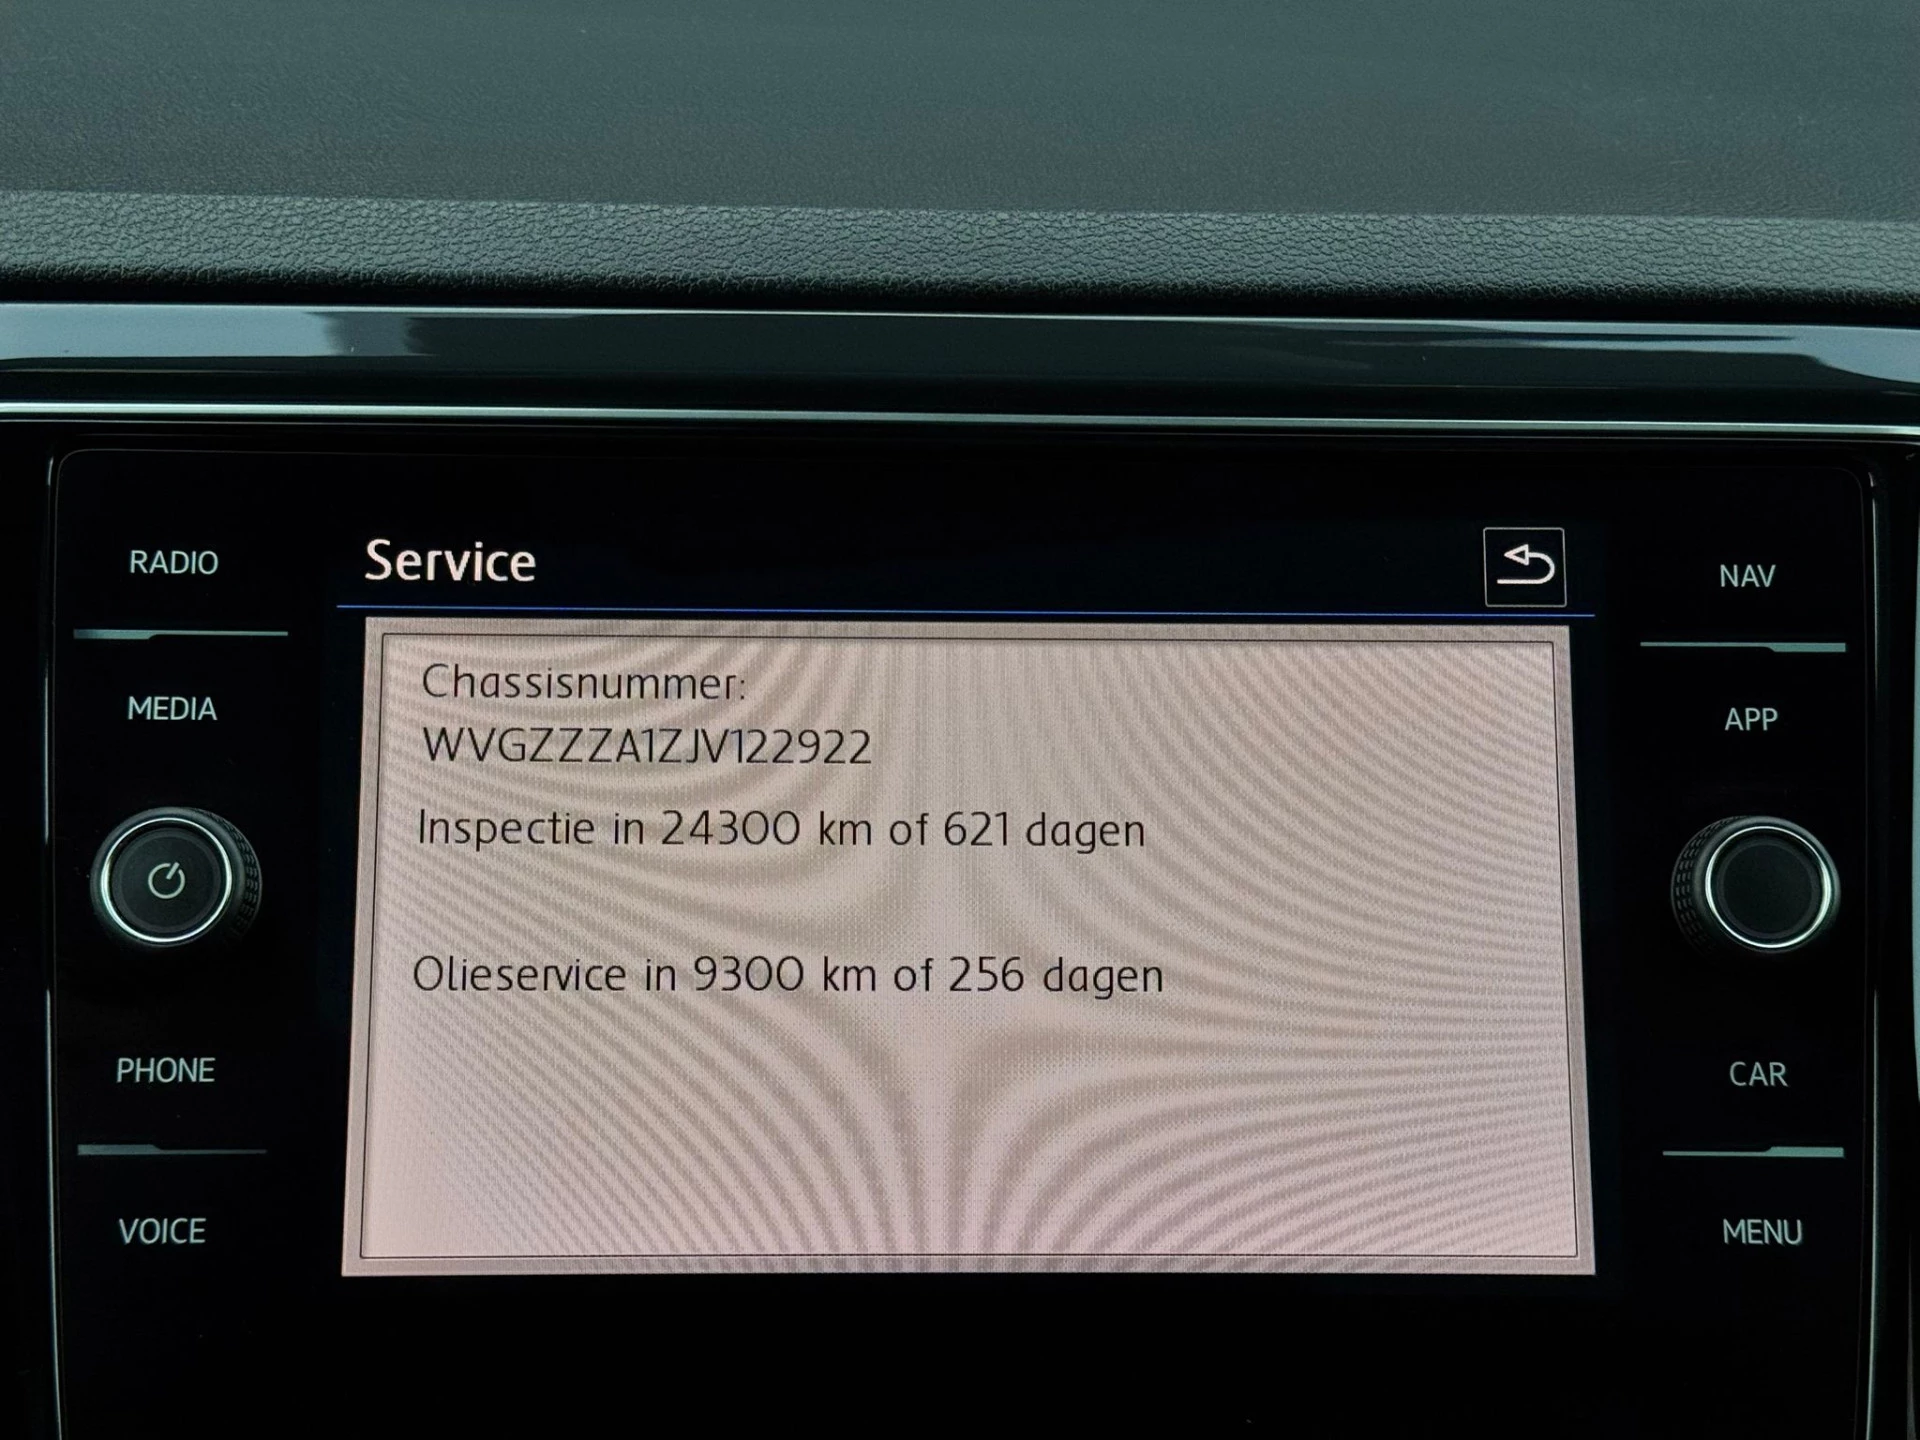 Service
RADIO
MEDIA
PHONE
VOICE
Chassisnummer:
WVGZZZA1ZJV122922
Inspectie in 24300 km of 621 dagen
Olieservice in 9300 km of 256 dagen
NAV
APP
CAR
MENU